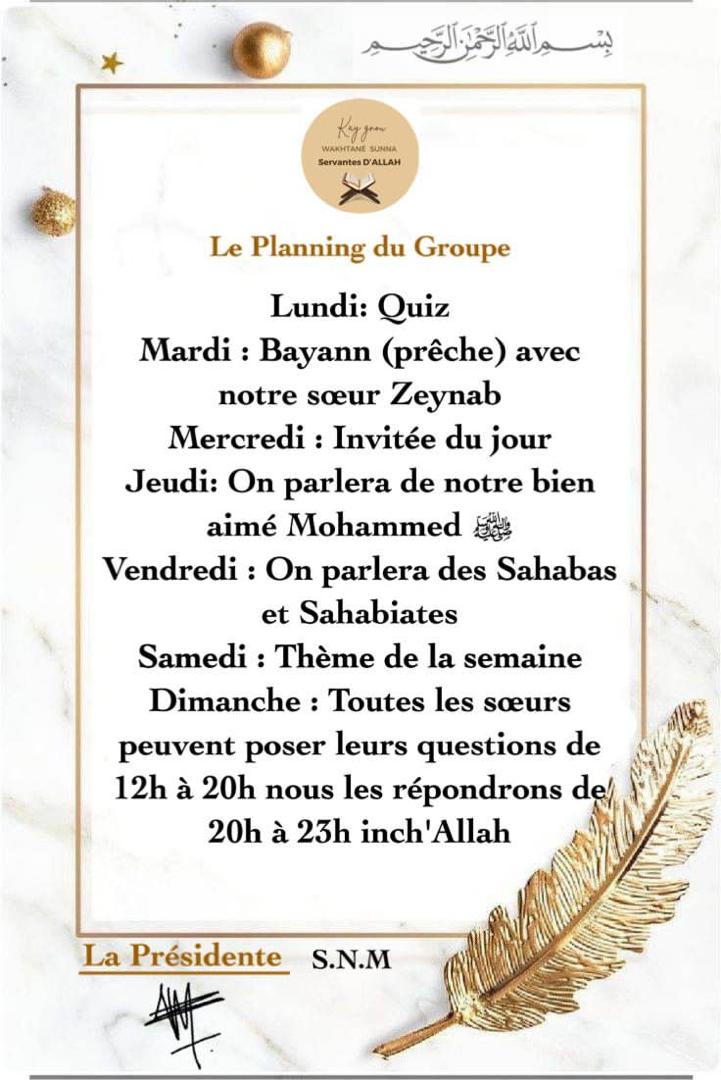 بِسْمِ اللَّهِ الرَّحْمَٰنِ الرَّحِيمِ
Kay gnou
WAKHTANE SUNNA
Servantes D'ALLAH
Le Planning du Groupe
Lundi: Quiz
Mardi : Bayann (prêche) avec
notre sœur Zeynab
Mercredi : Invitée du jour
Jeudi: On parlera de notre bien
aimé Mohammed ﷺ
Vendredi : On parlera des Sahabas
et Sahabiates
Samedi : Thème de la semaine
Dimanche : Toutes les sœurs
peuvent poser leurs questions de
12h à 20h nous les répondrons de
20h à 23h inch'Allah
La Présidente S.N.M